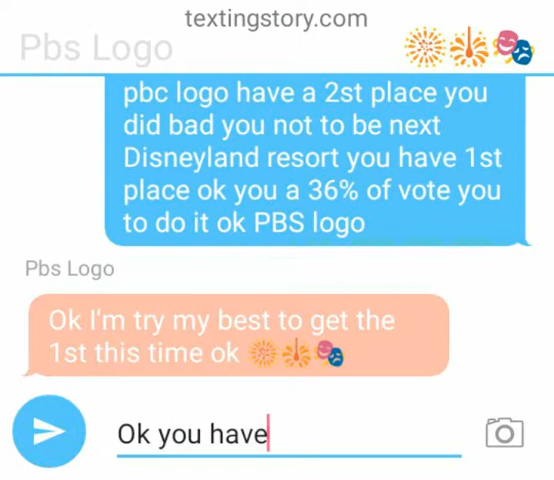 textingstory.com
Pbs Logo
pbc logo have a 2st place you
did bad you not to be next
Disneyland resort you have 1st
place ok you a 36% of vote you
to do it ok PBS logo
Pbs Logo
Ok I'm try my best to get the
1st this time ok
Ok you have